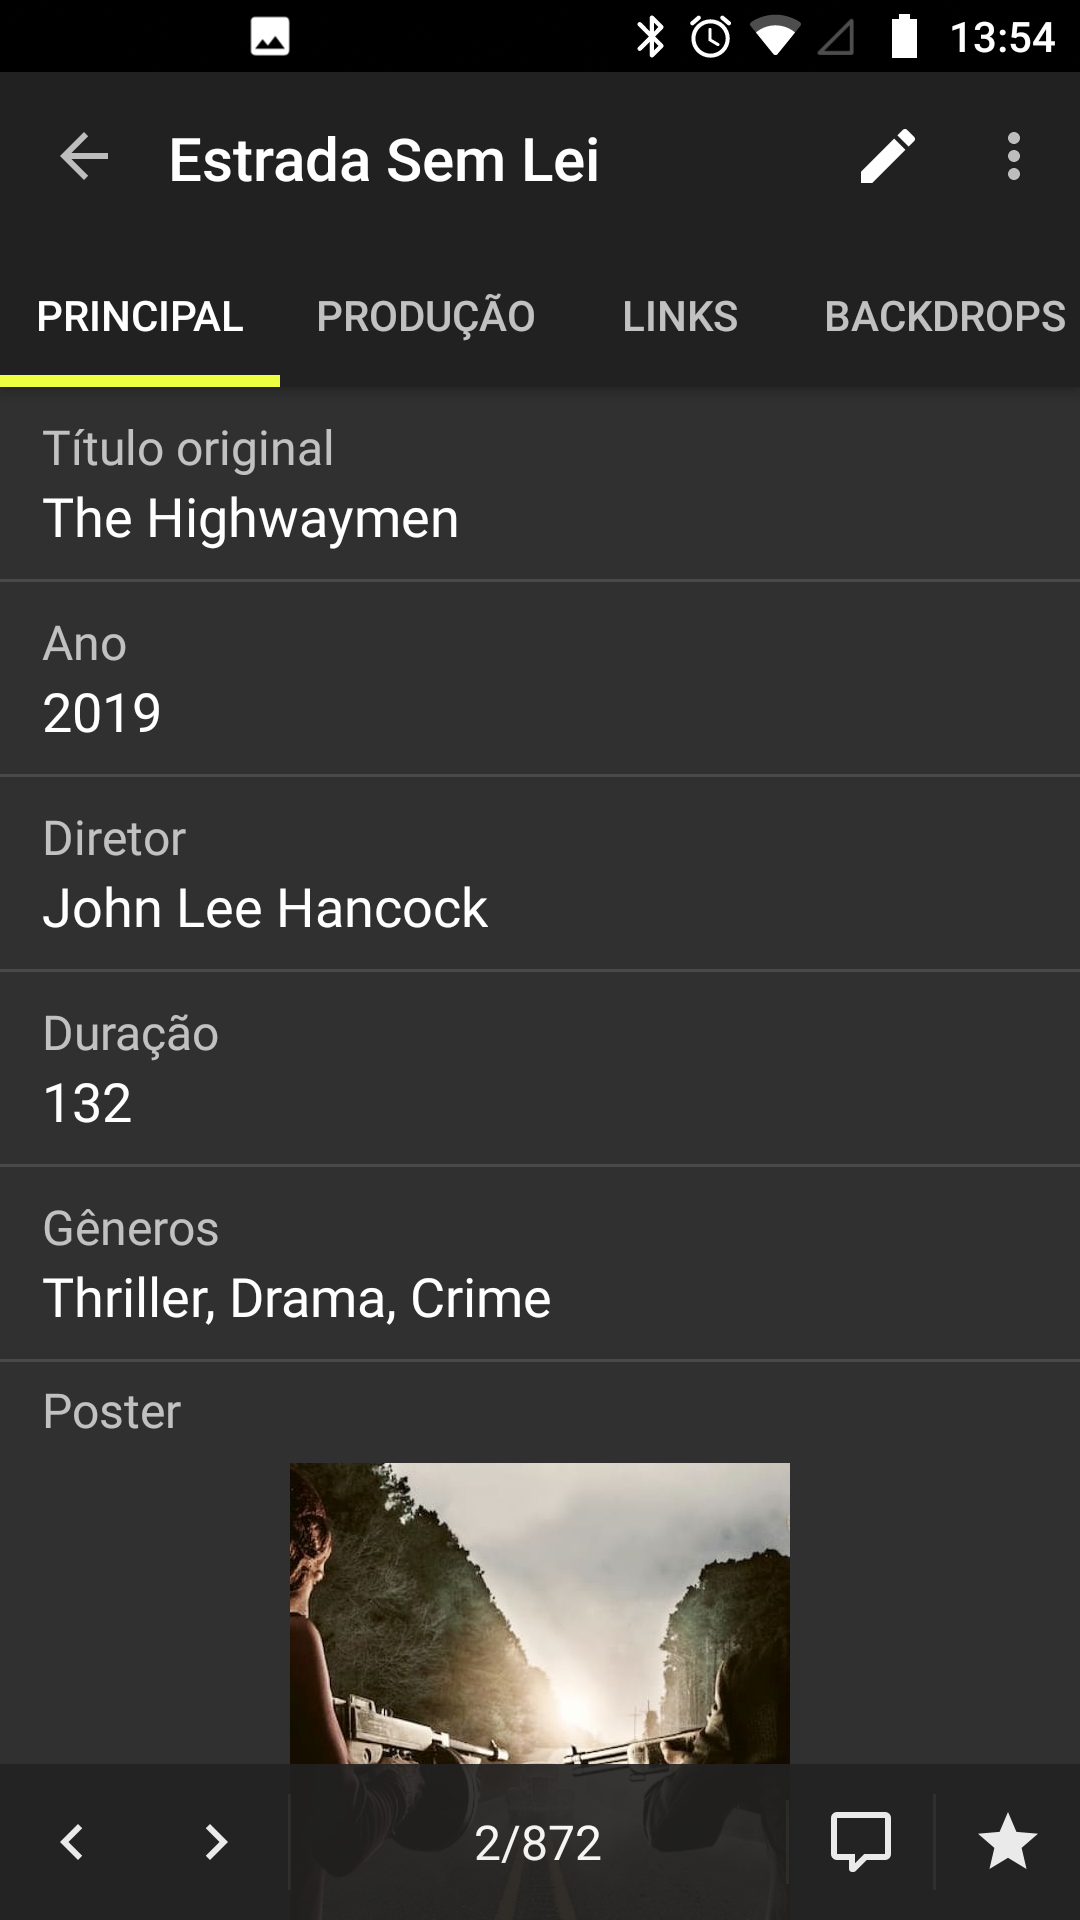 13:54
Estrada Sem Lei
PRINCIPAL PRODUÇÃO LINKS BACKDROPS
Título original
The Highwaymen
Ano
2019
Diretor
John Lee Hancock
Duração
132
Gêneros
Thriller, Drama, Crime
Poster
2/872